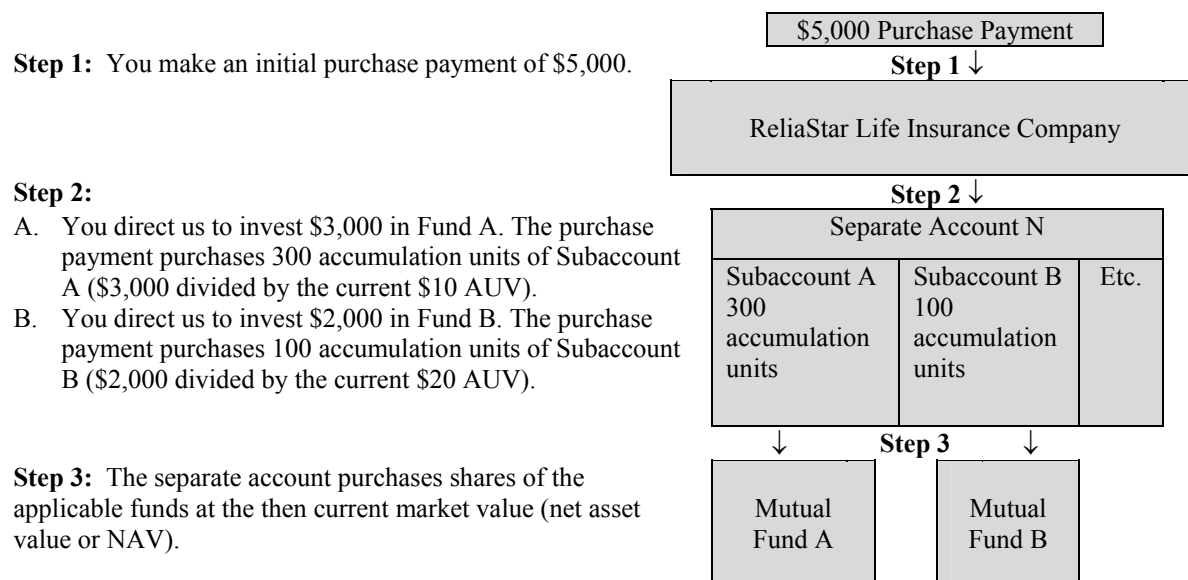 $5,000 Purchase Payment
Step 1: You make an initial purchase payment of $5,000.
Step 1 ↓
ReliaStar Life Insurance Company
Step 2:
A. You direct us to invest $3,000 in Fund A. The purchase
payment purchases 300 accumulation units of Subaccount
A ($3,000 divided by the current $10 AUV).
B. You direct us to invest $2,000 in Fund B. The purchase
payment purchases 100 accumulation units of Subaccount
B ($2,000 divided by the current $20 AUV).
Step 2 ↓
Separate Account N
Subaccount A
300
accumulation
units
Subaccount B
100
accumulation
units
Etc.
↓ Step 3 ↓
Step 3: The separate account purchases shares of the
applicable funds at the then current market value (net asset
value or NAV).
Mutual
Fund A
Mutual
Fund B